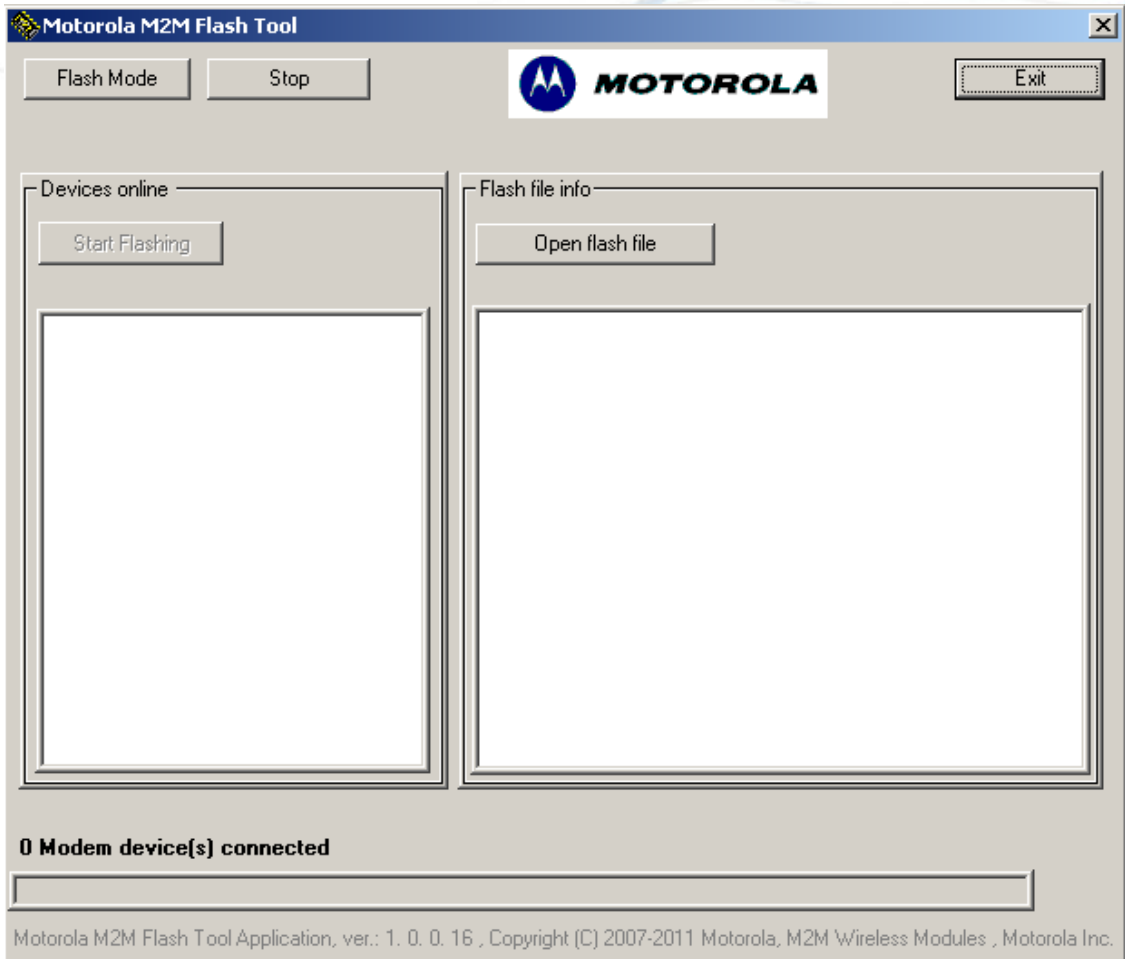 Motorola M2M Flash Tool
Flash Mode Stop MOTOROLA Exit
Devices online Flash file info
Start Flashing Open flash file
0 Modem device(s) connected
Motorola M2M Flash Tool Application, ver.: 1. 0. 0. 16 , Copyright (C) 2007-2011 Motorola, M2M Wireless Modules , Motorola Inc.